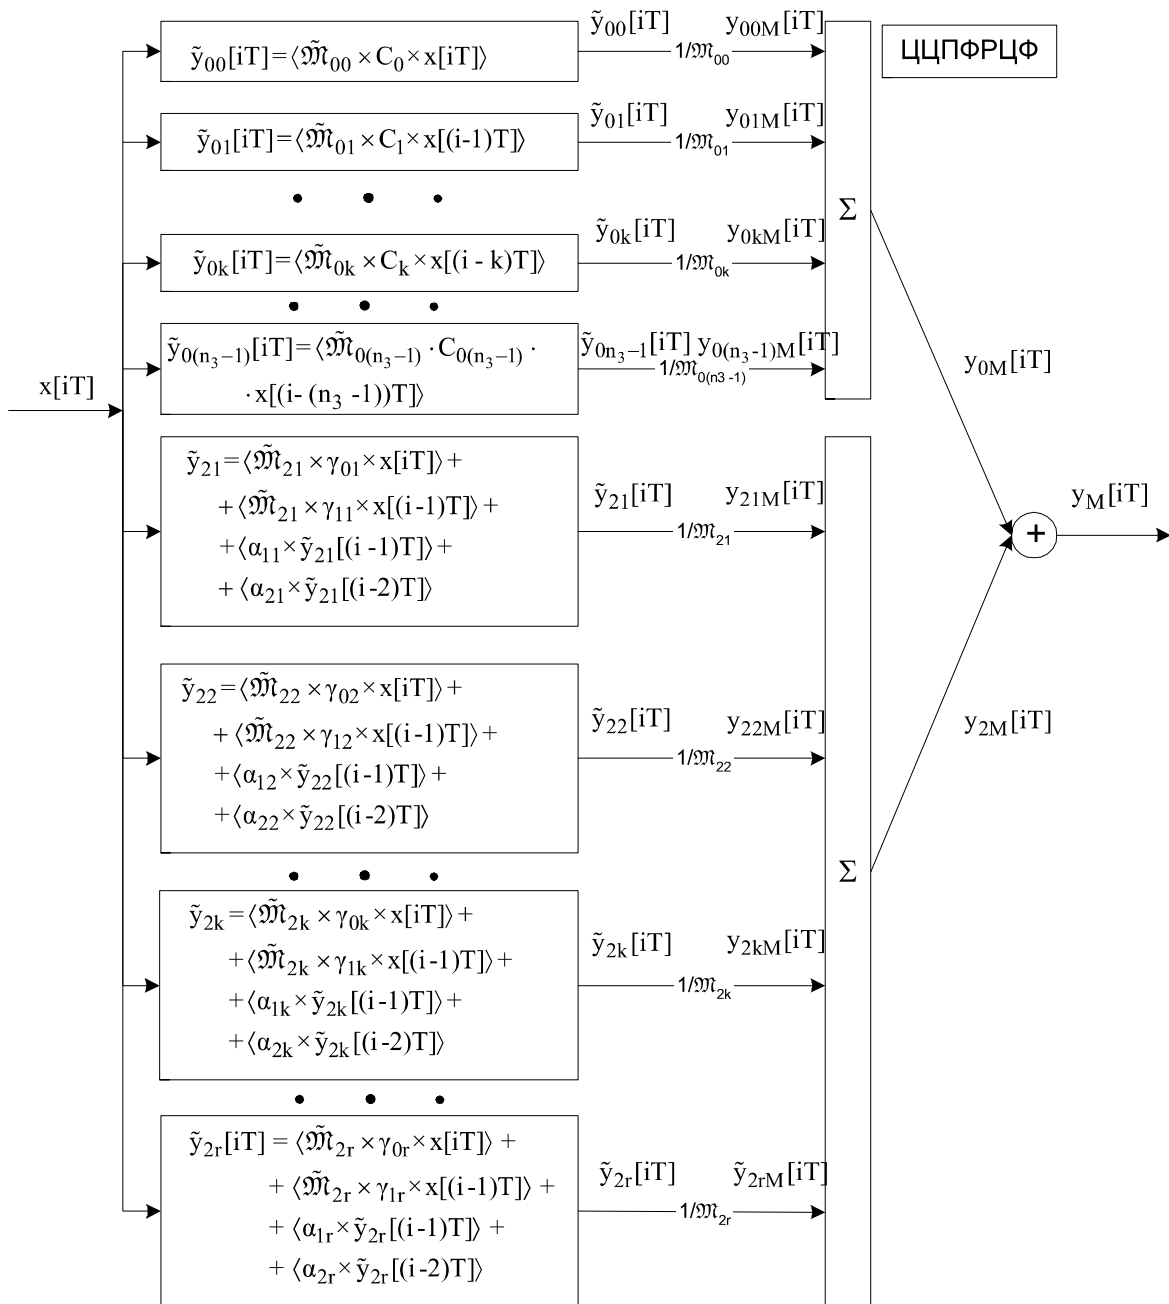 ỹ₀₀[iT]=⟨𝔐̃₀₀ × C₀ × x[iT]⟩
ỹ₀₀[iT] y₀₀M[iT]
1/𝔐₀₀
ЦЦПФРЦФ
ỹ₀₁[iT]=⟨𝔐̃₀₁ × C₁ × x[(i-1)T]⟩
ỹ₀₁[iT] y₀₁M[iT]
1/𝔐₀₁
Σ
ỹ₀ₖ[iT]=⟨𝔐̃₀ₖ × Cₖ × x[(i - k)T]⟩
ỹ₀ₖ[iT] y₀ₖM[iT]
1/𝔐₀ₖ
ỹ₀₍ₙ₃₋₁₎[iT]=⟨𝔐̃₀₍ₙ₃₋₁₎ · C₀₍ₙ₃₋₁₎ ·
· x[(i- (n₃ -1))T]⟩
ỹ₀ₙ₃₋₁[iT] y₀₍ₙ₃₋₁₎M[iT]
1/𝔐₀₍ₙ₃₋₁₎
x[iT]
y₀M[iT]
ỹ₂₁=⟨𝔐̃₂₁ × γ₀₁ × x[iT]⟩ +
+ ⟨𝔐̃₂₁ × γ₁₁ × x[(i-1)T]⟩ +
+ ⟨α₁₁ × ỹ₂₁[(i-1)T]⟩ +
+ ⟨α₂₁ × ỹ₂₁[(i-2)T]⟩
ỹ₂₁[iT] y₂₁M[iT]
1/𝔐₂₁
+
yM[iT]
ỹ₂₂=⟨𝔐̃₂₂ × γ₀₂ × x[iT]⟩ +
+ ⟨𝔐̃₂₂ × γ₁₂ × x[(i-1)T]⟩ +
+ ⟨α₁₂ × ỹ₂₂[(i-1)T]⟩ +
+ ⟨α₂₂ × ỹ₂₂[(i-2)T]⟩
ỹ₂₂[iT] y₂₂M[iT]
1/𝔐₂₂
y₂M[iT]
Σ
ỹ₂ₖ=⟨𝔐̃₂ₖ × γ₀ₖ × x[iT]⟩ +
+ ⟨𝔐̃₂ₖ × γ₁ₖ × x[(i-1)T]⟩ +
+ ⟨α₁ₖ × ỹ₂ₖ[(i-1)T]⟩ +
+ ⟨α₂ₖ × ỹ₂ₖ[(i-2)T]⟩
ỹ₂ₖ[iT] y₂ₖM[iT]
1/𝔐₂ₖ
ỹ₂ᵣ[iT] = ⟨𝔐̃₂ᵣ × γ₀ᵣ × x[iT]⟩ +
+ ⟨𝔐̃₂ᵣ × γ₁ᵣ × x[(i-1)T]⟩ +
+ ⟨α₁ᵣ × ỹ₂ᵣ[(i-1)T]⟩ +
+ ⟨α₂ᵣ × ỹ₂ᵣ[(i-2)T]⟩
ỹ₂ᵣ[iT] ỹ₂ᵣM[iT]
1/𝔐₂ᵣ